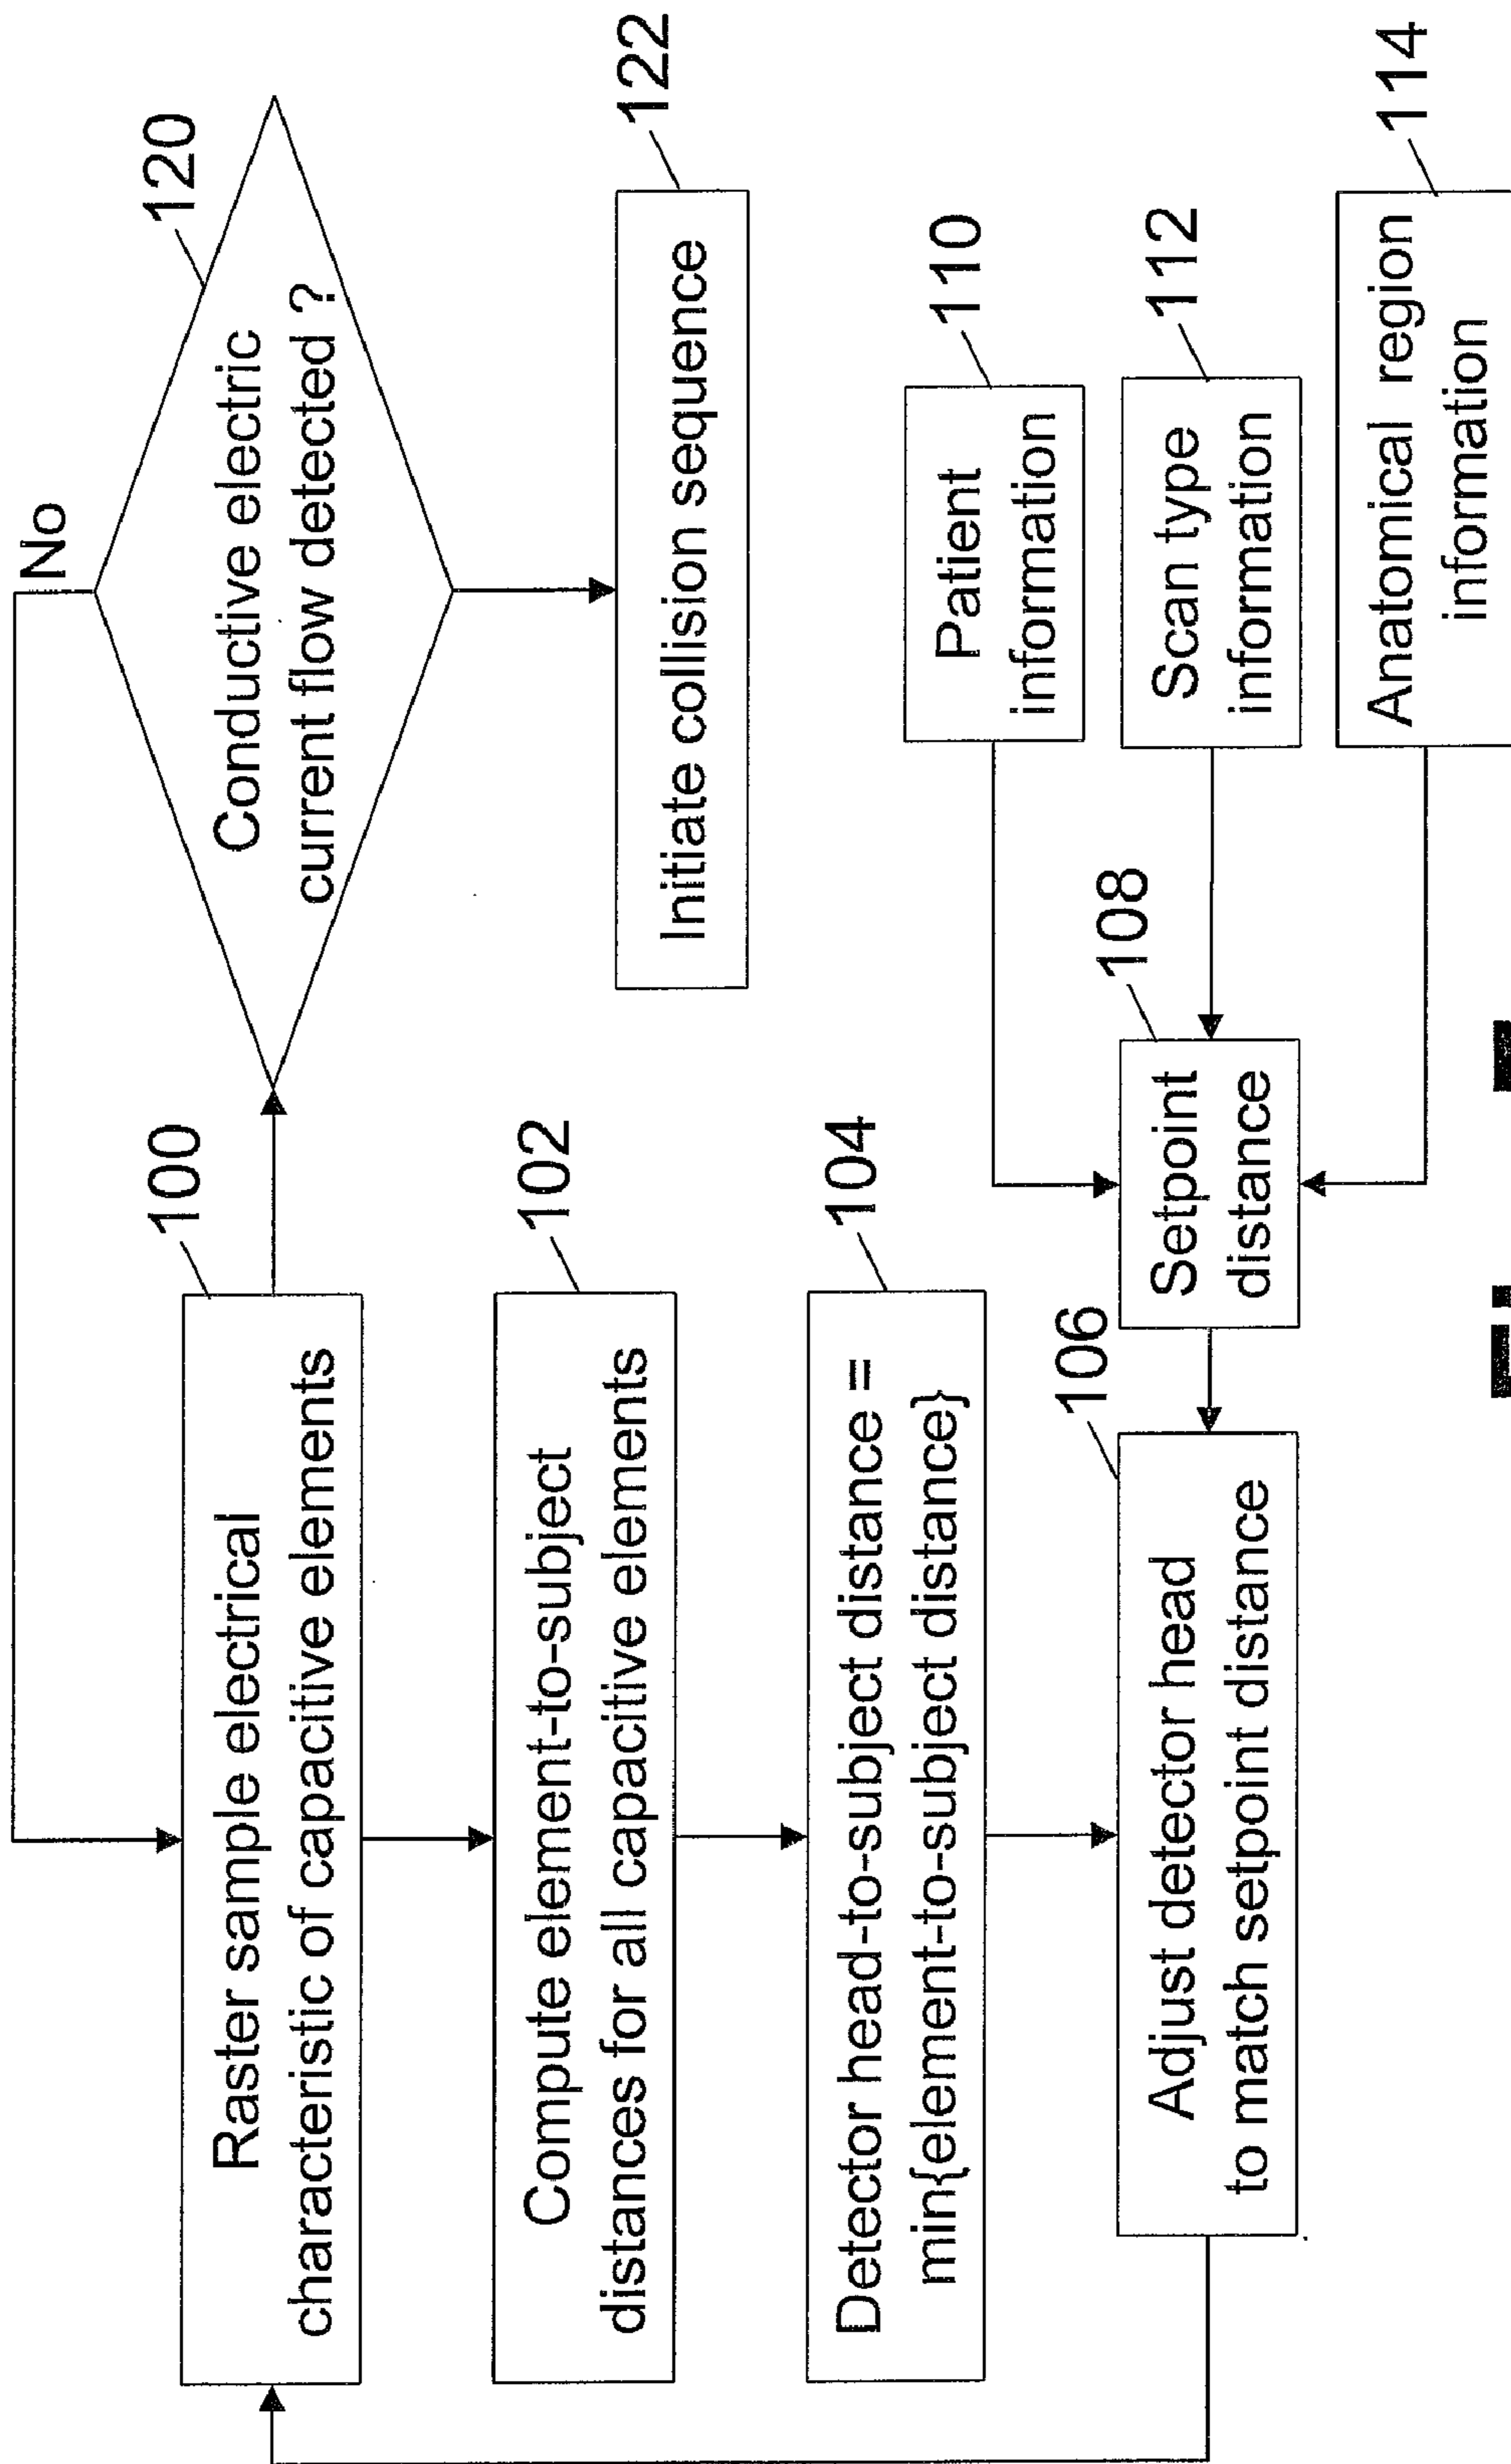 No
100
Raster sample electrical
characteristic of capacitive elements
120
Conductive electric
current flow detected ?
102
Compute element-to-subject
distances for all capacitive elements
122
Initiate collision sequence
104
Detector head-to-subject distance =
min{element-to-subject distance}
106
Adjust detector head
to match setpoint distance
108
Setpoint
distance
110
Patient
information
112
Scan type
information
114
Anatomical region
information